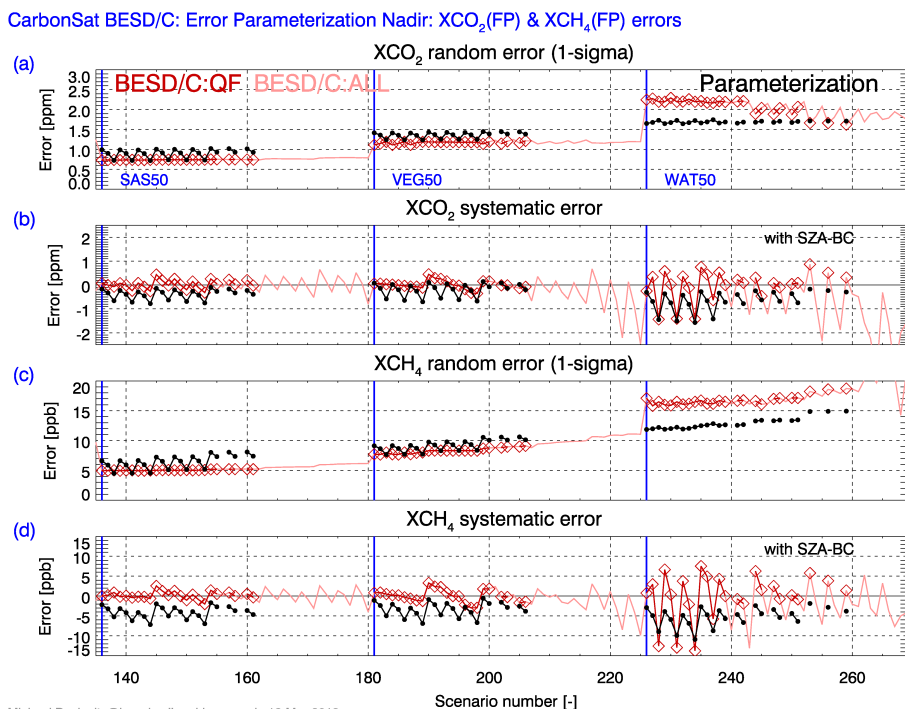 CarbonSat BESD/C: Error Parameterization Nadir: XCO₂(FP) & XCH₄(FP) errors
(a)
XCO₂ random error (1-sigma)
BESD/C:QF BESD/C:ALL Parameterization
Error [ppm]
3.0
2.5
2.0
1.5
1.0
0.5
0.0
SAS50 VEG50 WAT50
(b)
XCO₂ systematic error
with SZA-BC
Error [ppm]
2
1
0
-1
-2
(c)
XCH₄ random error (1-sigma)
Error [ppb]
20
15
10
5
0
(d)
XCH₄ systematic error
with SZA-BC
Error [ppb]
15
10
5
0
-5
-10
-15
140 160 180 200 220 240 260
Scenario number [-]